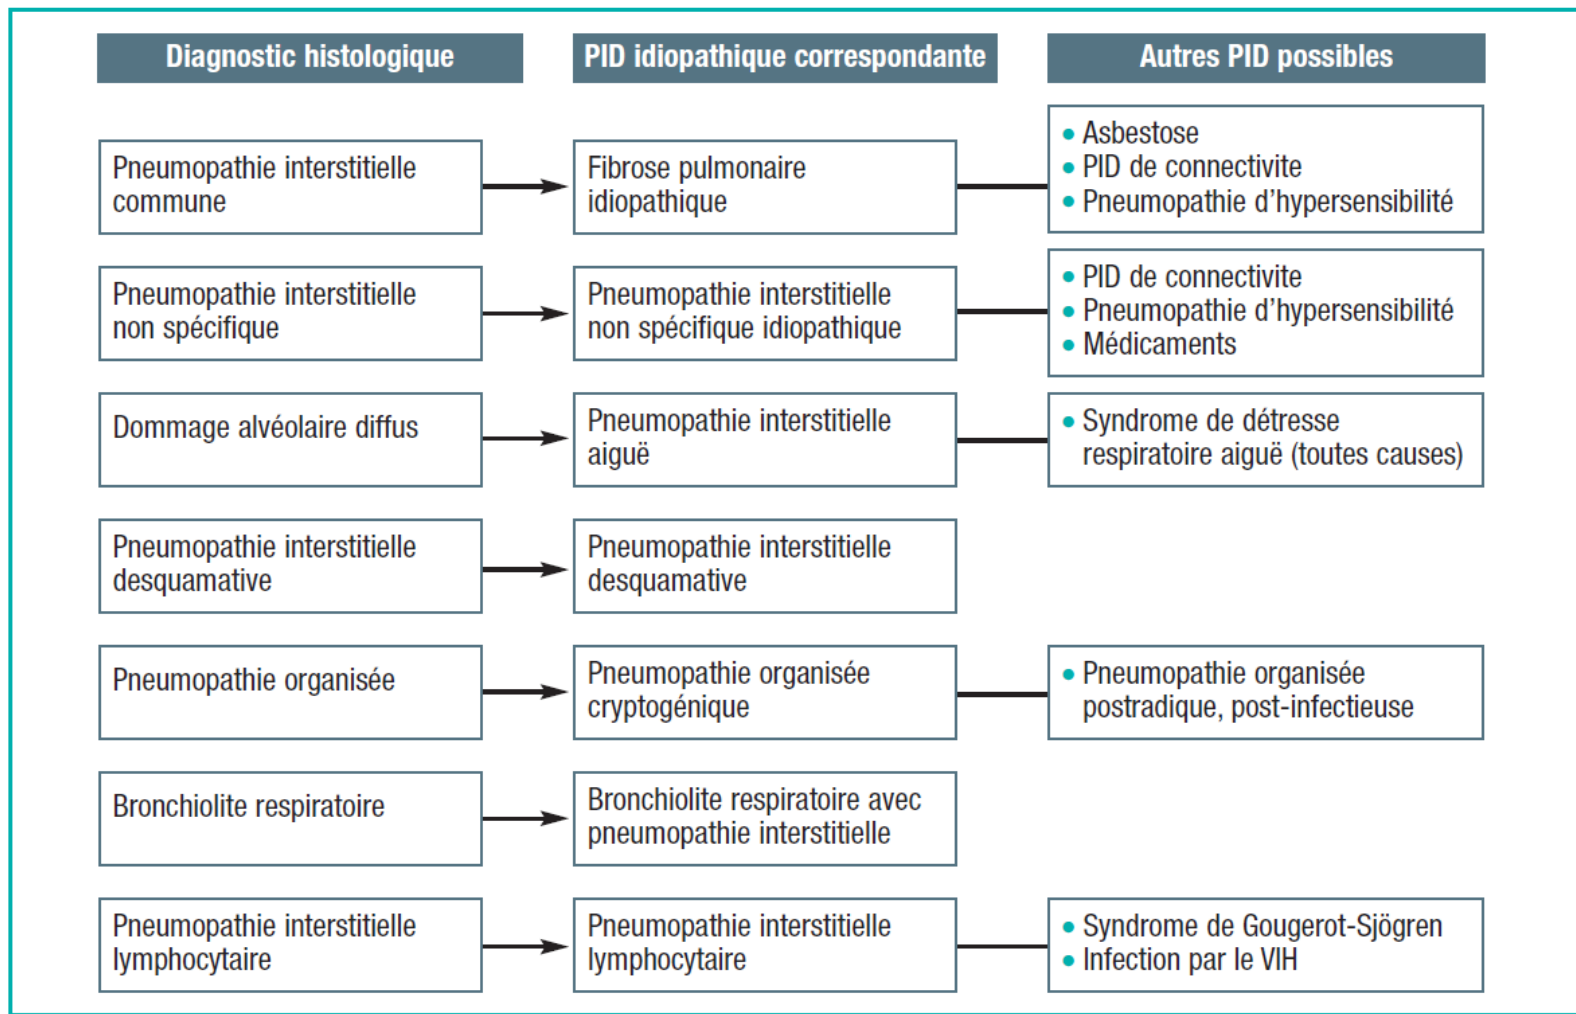 Diagnostic histologique
PID idiopathique correspondante
Autres PID possibles
Pneumopathie interstitielle
commune
Fibrose pulmonaire
idiopathique
• Asbestose
• PID de connectivite
• Pneumopathie d’hypersensibilité
Pneumopathie interstitielle
non spécifique
Pneumopathie interstitielle
non spécifique idiopathique
• PID de connectivite
• Pneumopathie d’hypersensibilité
• Médicaments
Dommage alvéolaire diffus
Pneumopathie interstitielle
aiguë
• Syndrome de détresse
respiratoire aiguë (toutes causes)
Pneumopathie interstitielle
desquamative
Pneumopathie interstitielle
desquamative
Pneumopathie organisée
Pneumopathie organisée
cryptogénique
• Pneumopathie organisée
postradique, post-infectieuse
Bronchiolite respiratoire
Bronchiolite respiratoire avec
pneumopathie interstitielle
Pneumopathie interstitielle
lymphocytaire
Pneumopathie interstitielle
lymphocytaire
• Syndrome de Gougerot-Sjögren
• Infection par le VIH